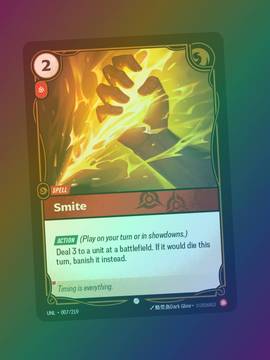 2
SPELL
Smite
ACTION (Play on your turn or in showdowns.)
Deal 3 to a unit at a battlefield. If it would die this
turn, banish it instead.
Timing is everything.
UNL • 007/219